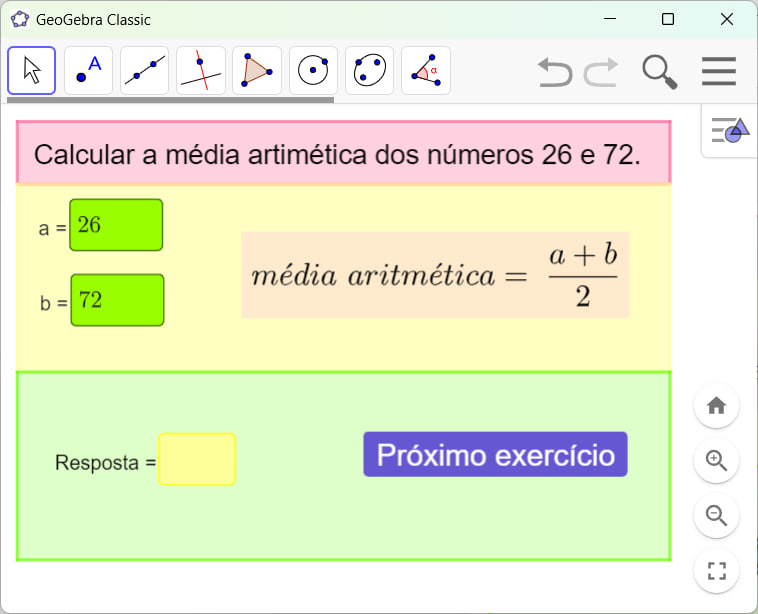 GeoGebra Classic
A
α
Calcular a média artimética dos números 26 e 72.
a = 26
média aritmética = \frac{a + b}{2}
b = 72
Resposta =
Próximo exercício